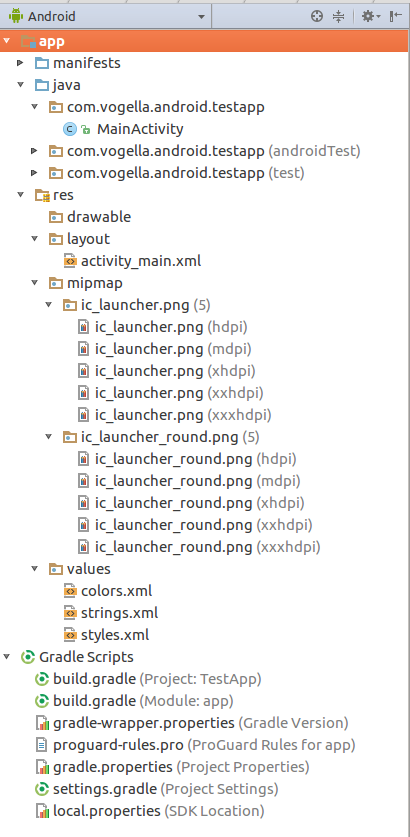 Android
app
manifests
java
com.vogella.android.testapp
MainActivity
com.vogella.android.testapp (androidTest)
com.vogella.android.testapp (test)
res
drawable
layout
activity_main.xml
mipmap
ic_launcher.png (5)
ic_launcher.png (hdpi)
ic_launcher.png (mdpi)
ic_launcher.png (xhdpi)
ic_launcher.png (xxhdpi)
ic_launcher.png (xxxhdpi)
ic_launcher_round.png (5)
ic_launcher_round.png (hdpi)
ic_launcher_round.png (mdpi)
ic_launcher_round.png (xhdpi)
ic_launcher_round.png (xxhdpi)
ic_launcher_round.png (xxxhdpi)
values
colors.xml
strings.xml
styles.xml
Gradle Scripts
build.gradle (Project: TestApp)
build.gradle (Module: app)
gradle-wrapper.properties (Gradle Version)
proguard-rules.pro (ProGuard Rules for app)
gradle.properties (Project Properties)
settings.gradle (Project Settings)
local.properties (SDK Location)